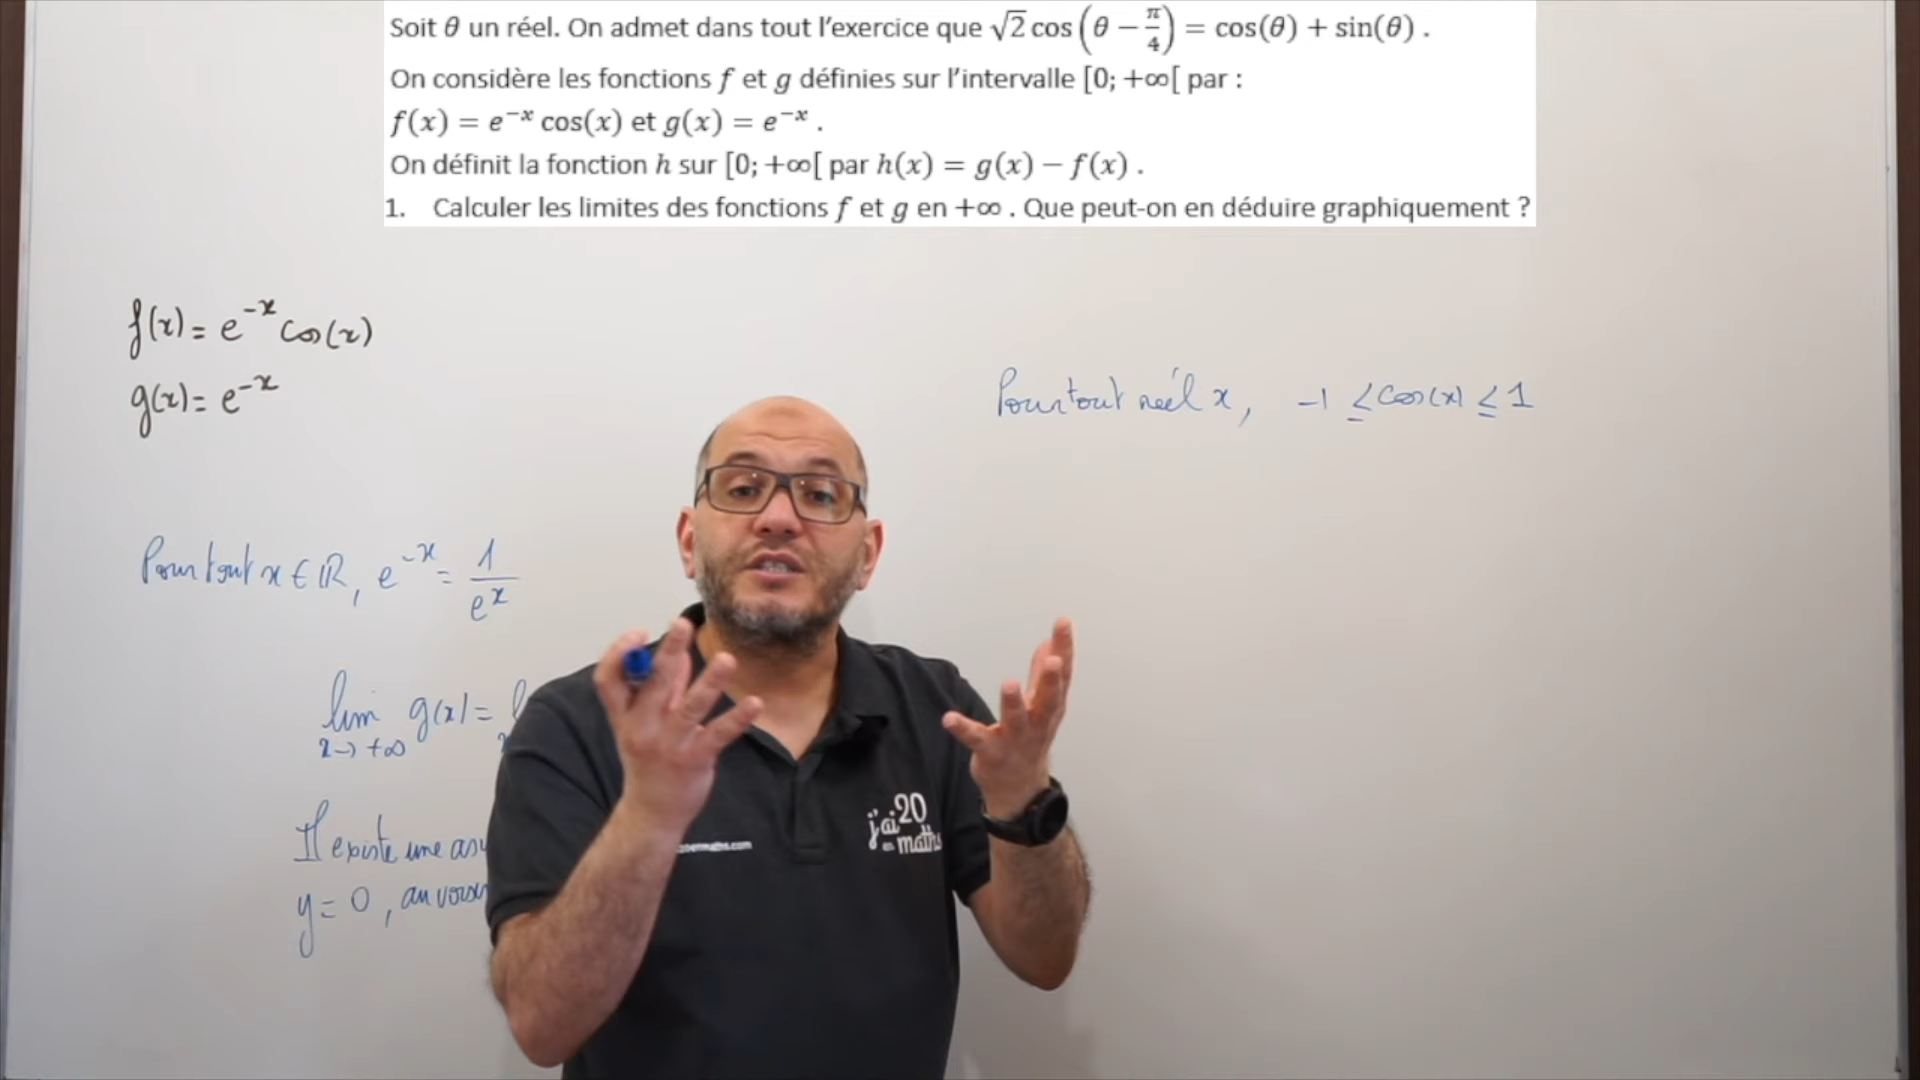 Soit θ un réel. On admet dans tout l'exercice que √2 cos(θ − π/4) = cos(θ) + sin(θ) .
On considère les fonctions f et g définies sur l'intervalle [0; +∞[ par :
f(x) = e^{−x} cos(x) et g(x) = e^{−x} .
On définit la fonction h sur [0; +∞[ par h(x) = g(x) − f(x) .
1. Calculer les limites des fonctions f et g en +∞ . Que peut-on en déduire graphiquement ?
f(x) = e^{-x} cos(x)
g(x) = e^{-x}
Pour tout réel x, -1 ≤ cos(x) ≤ 1
Pour tout x ∈ ℝ, e^{-x} = 1/e^x
lim g(x) =
x→ +∞
Il existe une
y = 0, au
j'ai 20
en maths